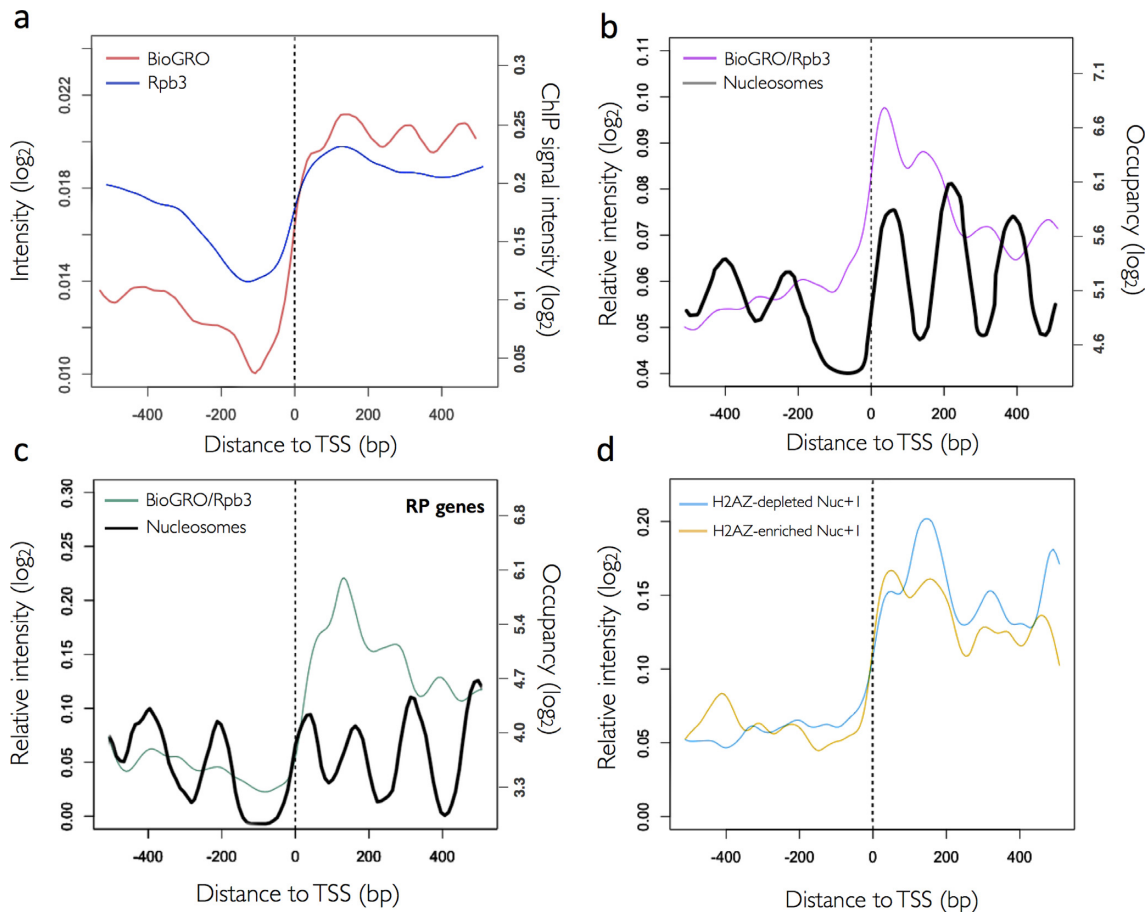 a
BioGRO
Rpb3
Intensity (log2)
0.022
0.018
0.014
0.010
ChIP signal intensity (log2)
0.3
0.25
0.2
0.15
0.1
0.05
-400
-200
0
200
400
Distance to TSS (bp)
b
BioGRO/Rpb3
Nucleosomes
Relative intensity (log2)
0.11
0.10
0.09
0.08
0.07
0.06
0.05
0.04
Occupancy (log2)
7.1
6.6
6.1
5.6
5.1
4.6
-400
-200
0
200
400
Distance to TSS (bp)
c
BioGRO/Rpb3
Nucleosomes
RP genes
Relative intensity (log2)
0.30
0.25
0.20
0.15
0.10
0.05
0.00
Occupancy (log2)
6.8
6.1
5.4
4.7
4.0
3.3
-400
-200
0
200
400
Distance to TSS (bp)
d
H2AZ-depleted Nuc+1
H2AZ-enriched Nuc+1
Relative intensity (log2)
0.20
0.15
0.10
0.05
0.00
-400
-200
0
200
400
Distance to TSS (bp)